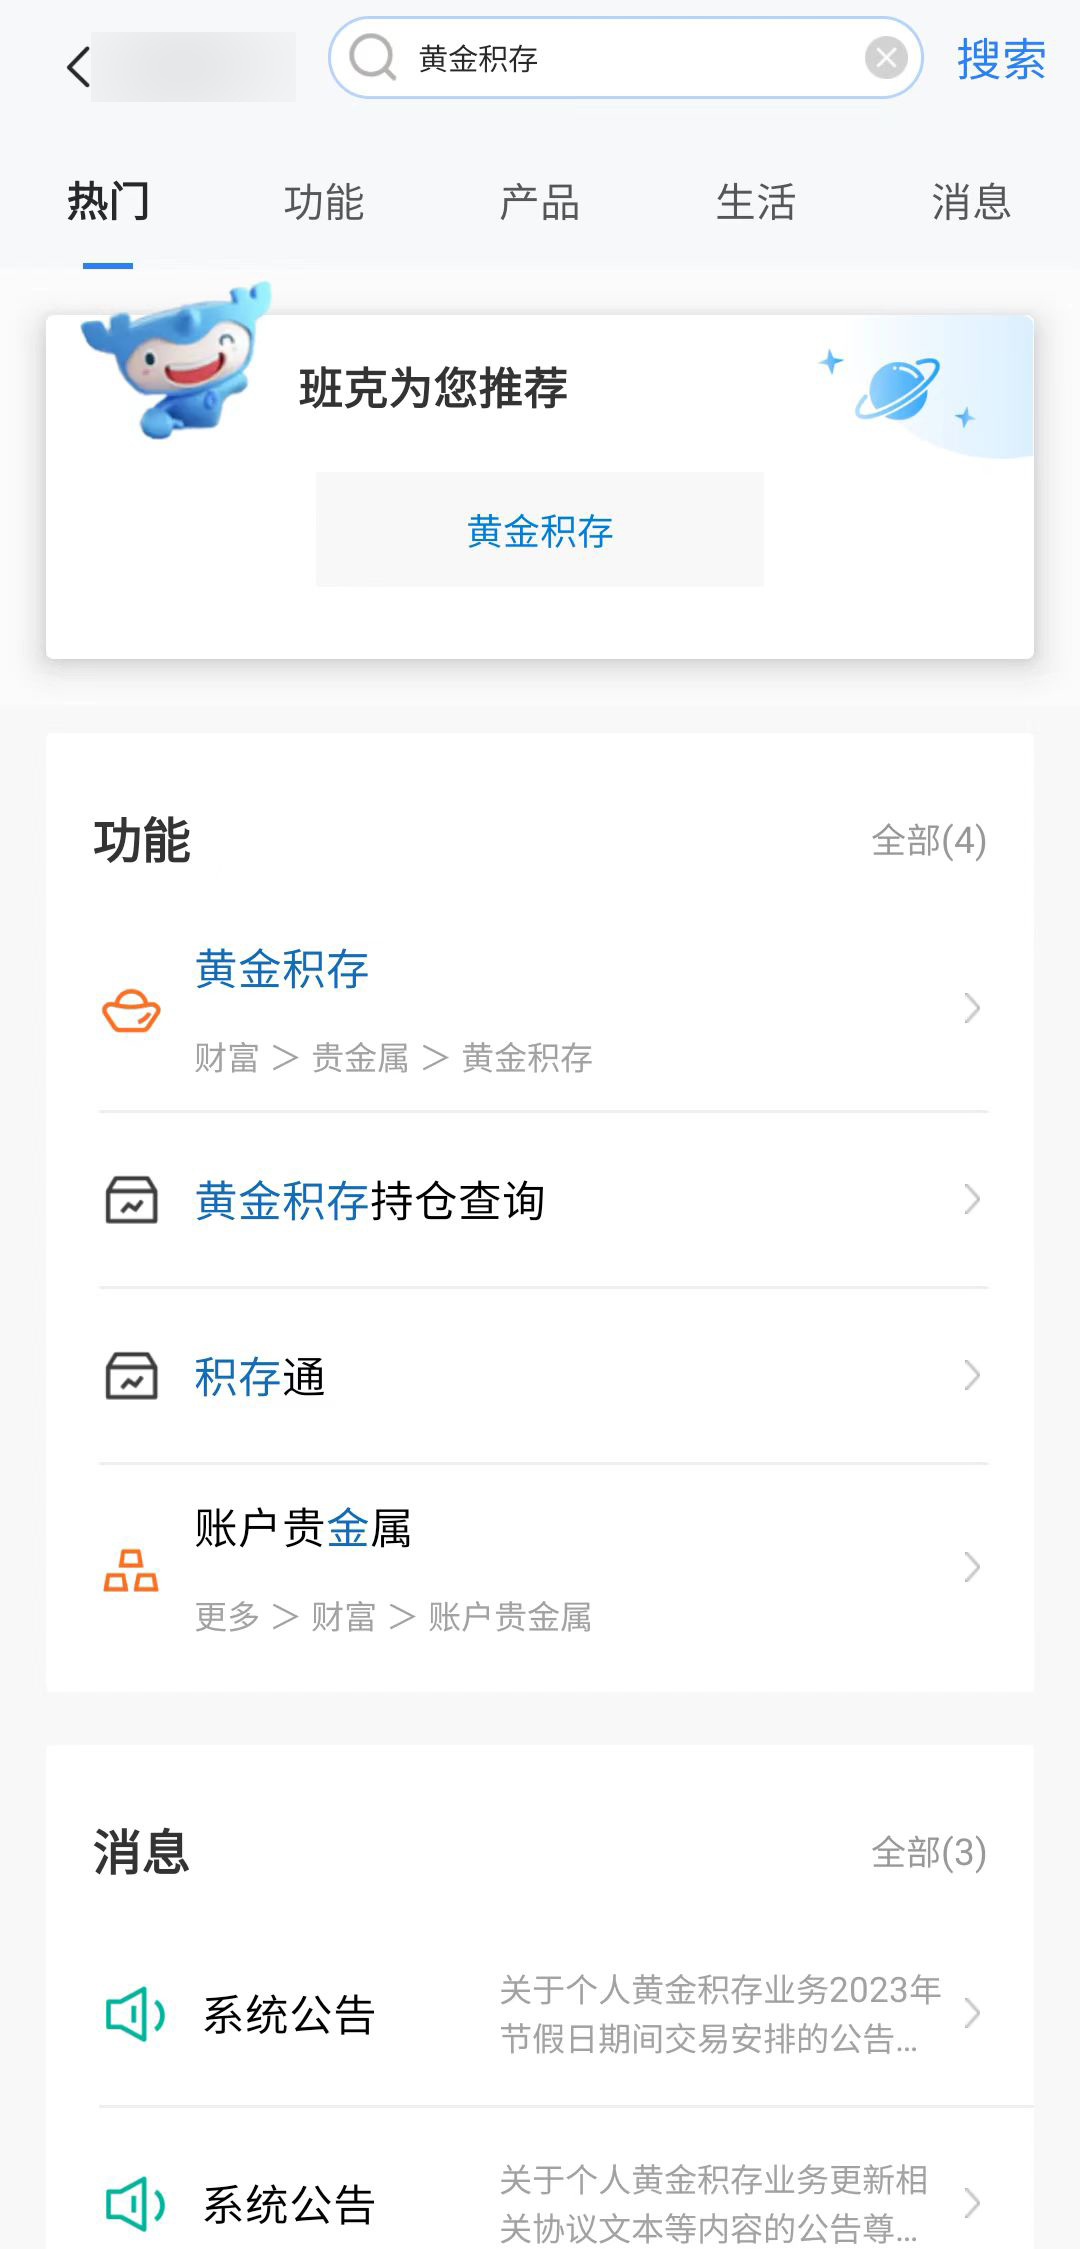 黄金积存
搜索
热门
功能
产品
生活
消息
班克为您推荐
黄金积存
功能
全部(4)
黄金积存
财富 > 贵金属 > 黄金积存
黄金积存持仓查询
积存通
账户贵金属
更多 > 财富 > 账户贵金属
消息
全部(3)
系统公告
关于个人黄金积存业务2023年
节假日期间交易安排的公告...
系统公告
关于个人黄金积存业务更新相
关协议文本等内容的公告尊...